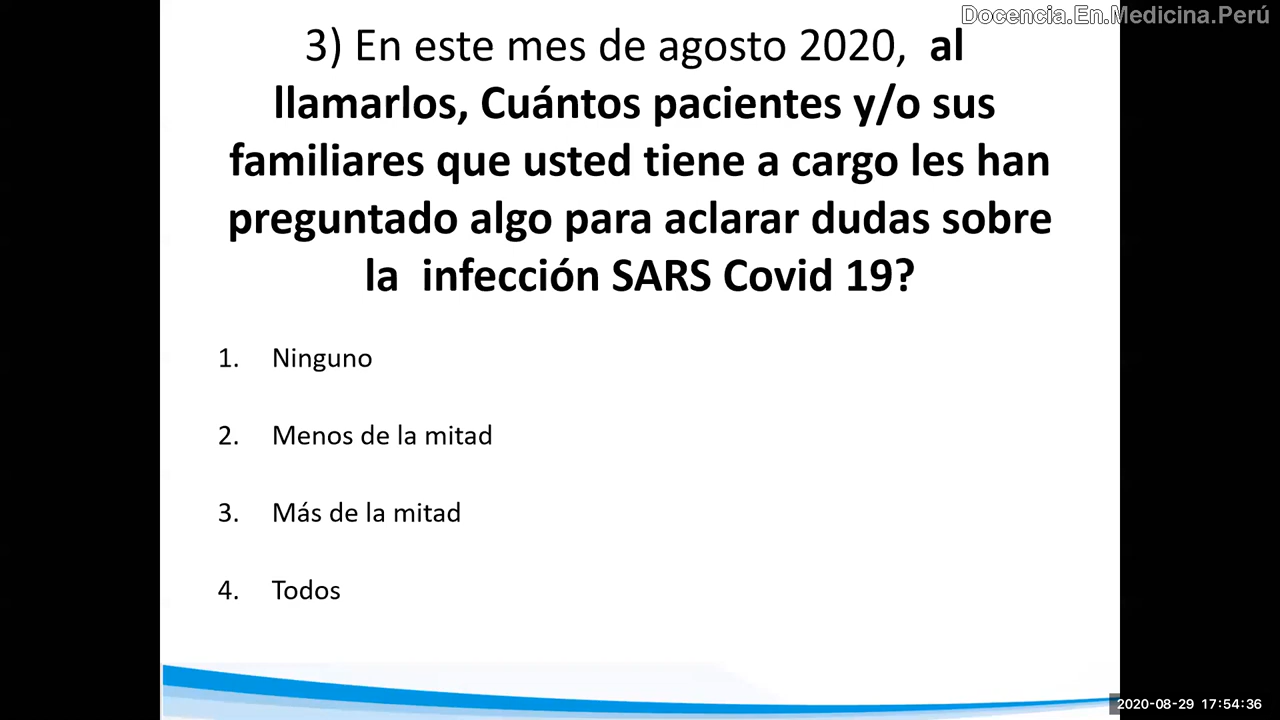 Docencia.En.Medicina.Perú
3) En este mes de agosto 2020, al
llamarlos, Cuántos pacientes y/o sus
familiares que usted tiene a cargo les han
preguntado algo para aclarar dudas sobre
la infección SARS Covid 19?
1. Ninguno
2. Menos de la mitad
3. Más de la mitad
4. Todos
2020-08-29 17:54:36